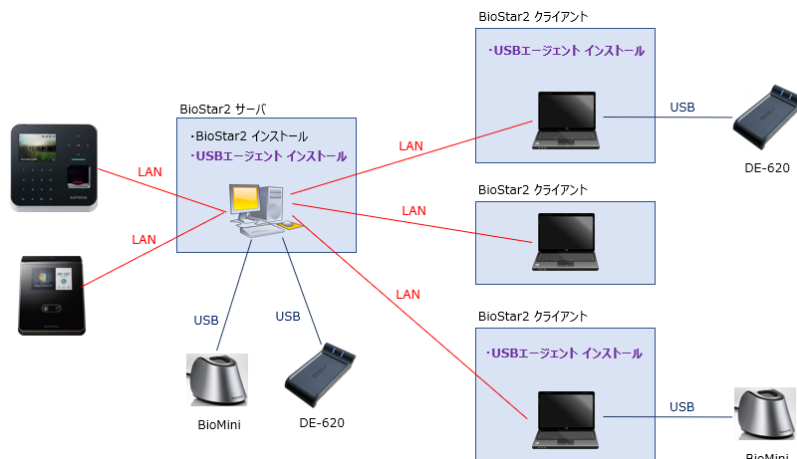 BioStar2 クライアント
・USBエージェント インストール
USB
DE-620
BioStar2 サーバ
・BioStar2 インストール
・USBエージェント インストール
LAN
LAN
BioStar2 クライアント
LAN
LAN
LAN
USB
USB
BioMini
DE-620
BioStar2 クライアント
・USBエージェント インストール
USB
BioMini